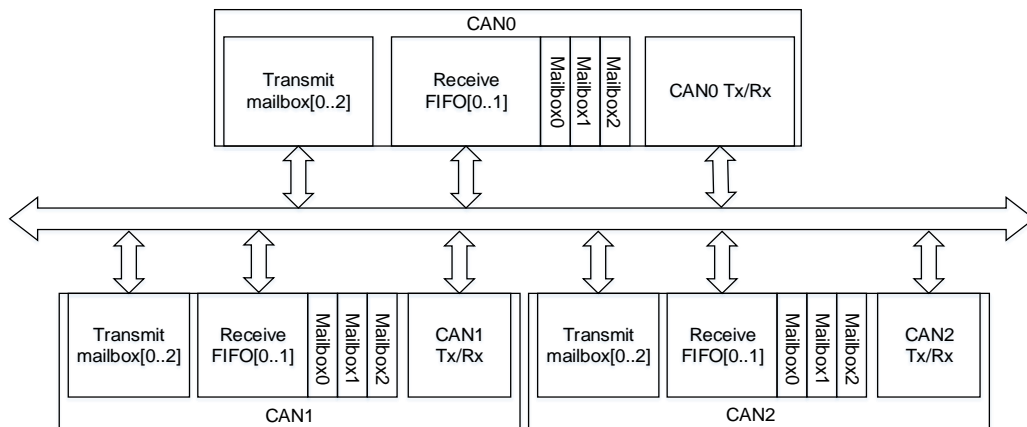 CAN0
Transmit
mailbox[0..2]
Receive
FIFO[0..1]
Mailbox0
Mailbox1
Mailbox2
CAN0 Tx/Rx
Transmit
mailbox[0..2]
Receive
FIFO[0..1]
Mailbox0
Mailbox1
Mailbox2
CAN1
Tx/Rx
CAN1
Transmit
mailbox[0..2]
Receive
FIFO[0..1]
Mailbox0
Mailbox1
Mailbox2
CAN2
Tx/Rx
CAN2